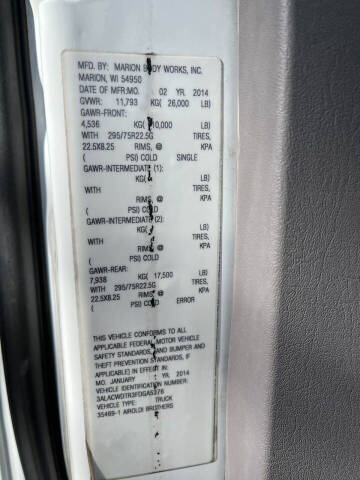 MFD. BY: MARION BODY WORKS, INC.
MARION, WI 54950
DATE OF MFR:MO. 02 YR. 2014
GVWR: 11,793 KG( 26,000 LB)
GAWR-FRONT:
4,536 KG( 10,000 LB)
WITH 295/75R22.5G TIRES,
22.5X8.25 RIMS, @ KPA
( PSI) COLD SINGLE
GAWR-INTERMEDIATE (1):
KG( LB)
WITH TIRES,
RIMS, @ KPA
( PSI) COLD
GAWR-INTERMEDIATE (2):
KG( LB)
WITH TIRES,
RIMS, @ KPA
( PSI) COLD
GAWR-REAR:
7,938 KG ( 17,500 LB)
WITH 295/75R22.5G TIRES,
22.5X8.25 RIMS, @ KPA
( PSI) COLD ERROR
THIS VEHICLE CONFORMS TO ALL
APPLICABLE FEDERAL MOTOR VEHICLE
SAFETY STANDARDS, AND BUMPER AND
THEFT PREVENTION STANDARDS, IF
APPLICABLE] IN EFFECT IN:
MO. JANUARY YR. 2014
VEHICLE IDENTIFICATION NUMBER:
3ALACWDTR3FDGA5376
VEHICLE TYPE: TRUCK
35489-1 AIROLDI BROTHERS